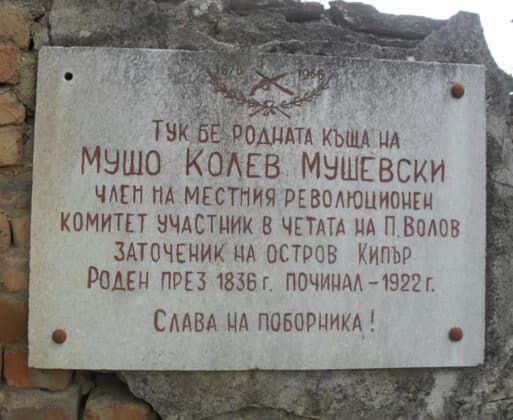 1876 1966
Тук бе родната къща на
Мушо Колев Мушевски
член на местния революционен
комитет участник в четата на П. Волов
заточеник на остров Кипър
Роден през 1836 г. починал – 1922 г.
Слава на поборника!